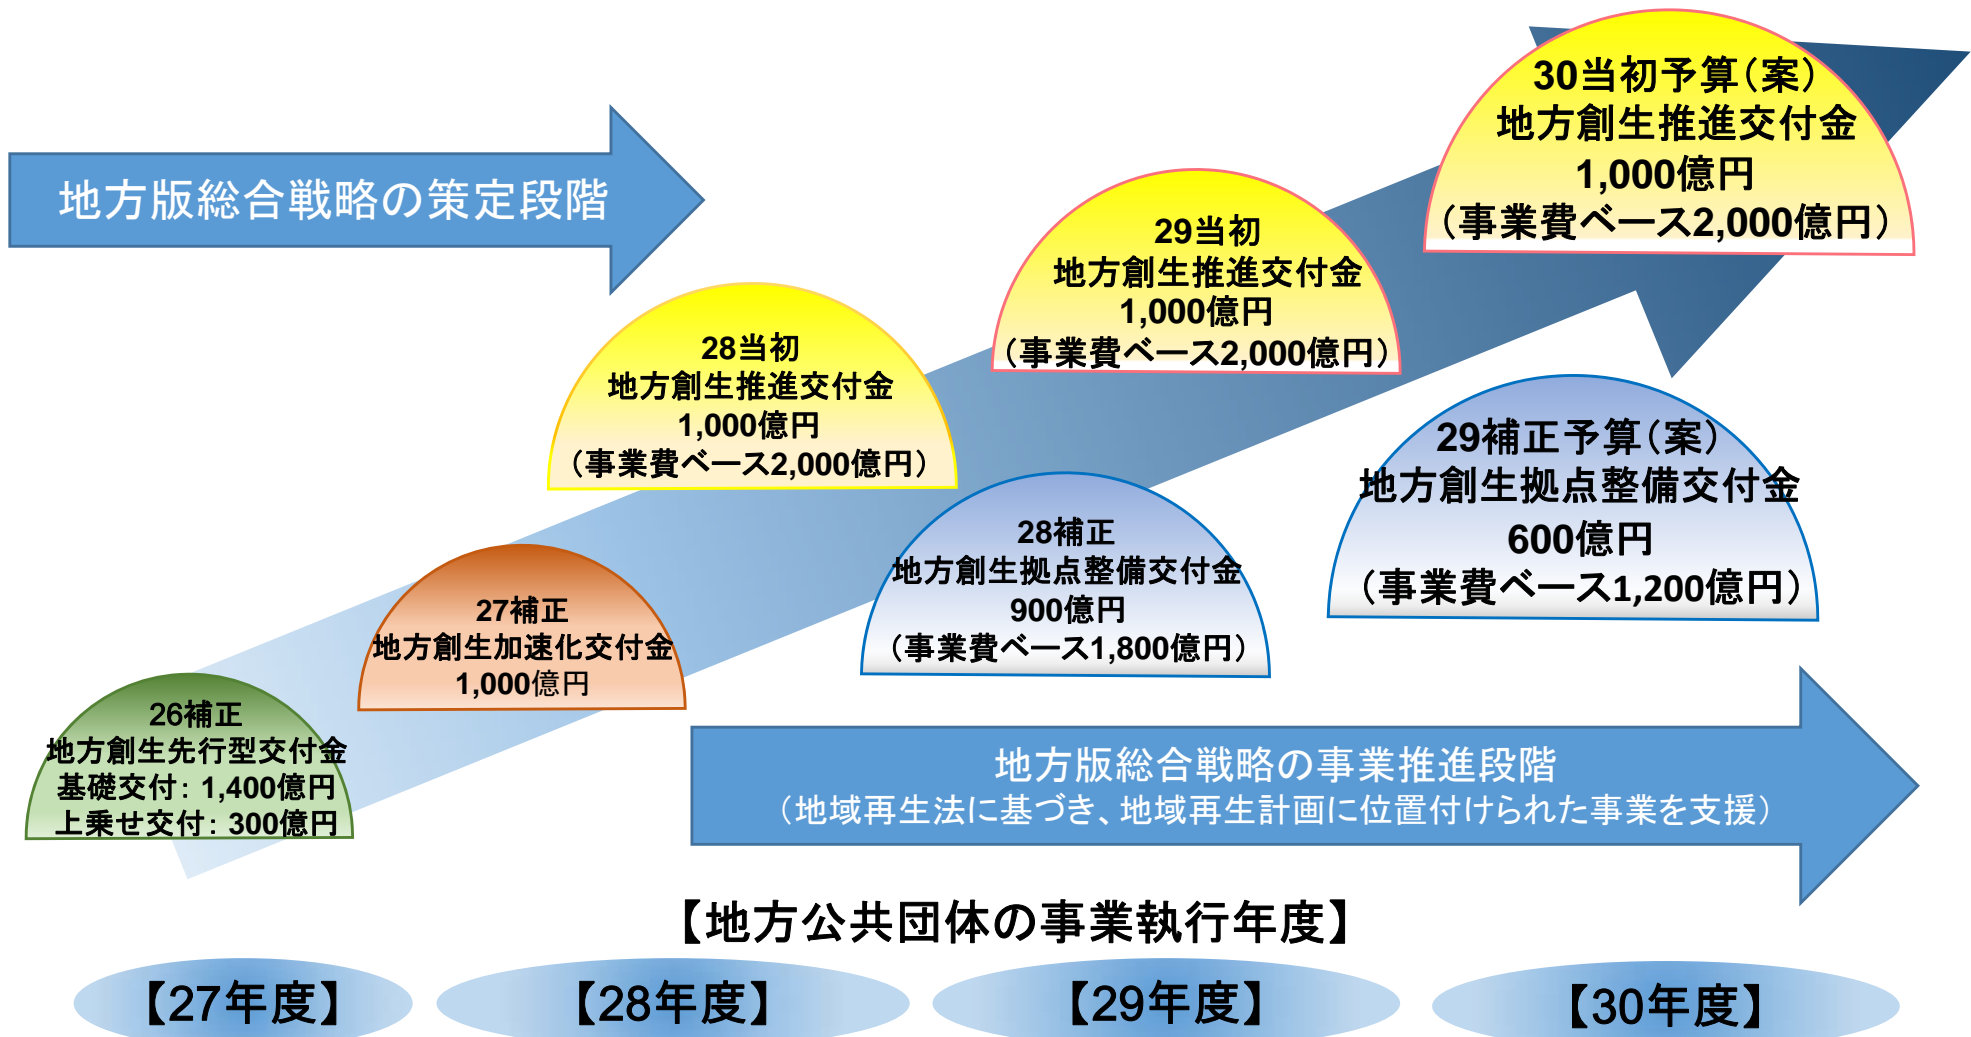 地方版総合戦略の策定段階
30当初予算（案）
地方創生推進交付金
1,000億円
（事業費ベース2,000億円）
29当初
地方創生推進交付金
1,000億円
（事業費ベース2,000億円）
28当初
地方創生推進交付金
1,000億円
（事業費ベース2,000億円）
29補正予算（案）
地方創生拠点整備交付金
600億円
（事業費ベース1,200億円）
28補正
地方創生拠点整備交付金
900億円
（事業費ベース1,800億円）
27補正
地方創生加速化交付金
1,000億円
26補正
地方創生先行型交付金
基礎交付：1,400億円
上乗せ交付：300億円
地方版総合戦略の事業推進段階
（地域再生法に基づき、地域再生計画に位置付けられた事業を支援）
【地方公共団体の事業執行年度】
【27年度】
【28年度】
【29年度】
【30年度】